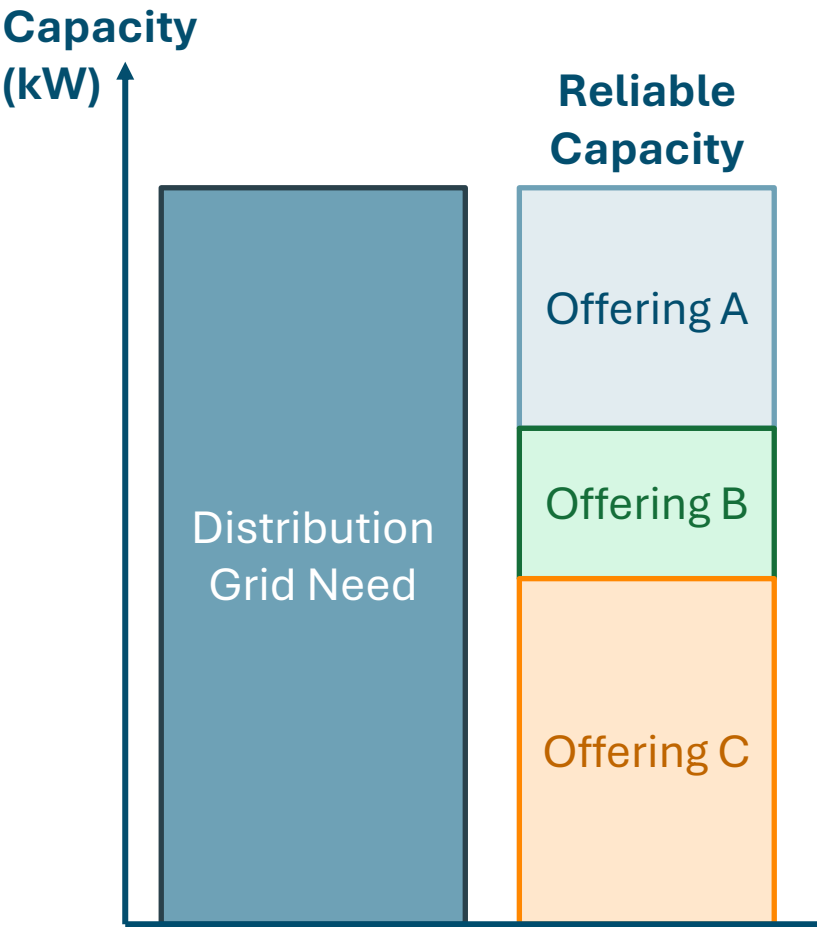 Capacity
(kW)
Reliable
Capacity
Offering A
Offering B
Distribution
Grid Need
Offering C